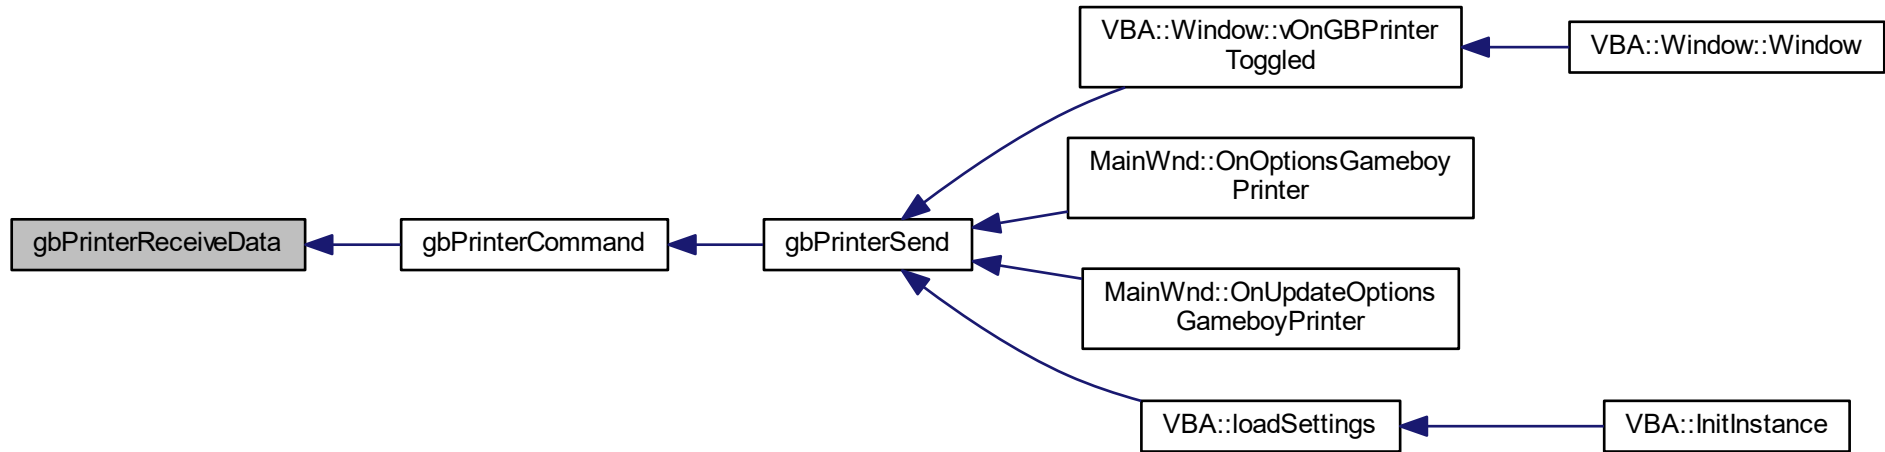 VBA::Window::vOnGBPrinter
Toggled
VBA::Window::Window
MainWnd::OnOptionsGameboy
Printer
gbPrinterReceiveData
gbPrinterCommand
gbPrinterSend
MainWnd::OnUpdateOptions
GameboyPrinter
VBA::loadSettings
VBA::InitInstance